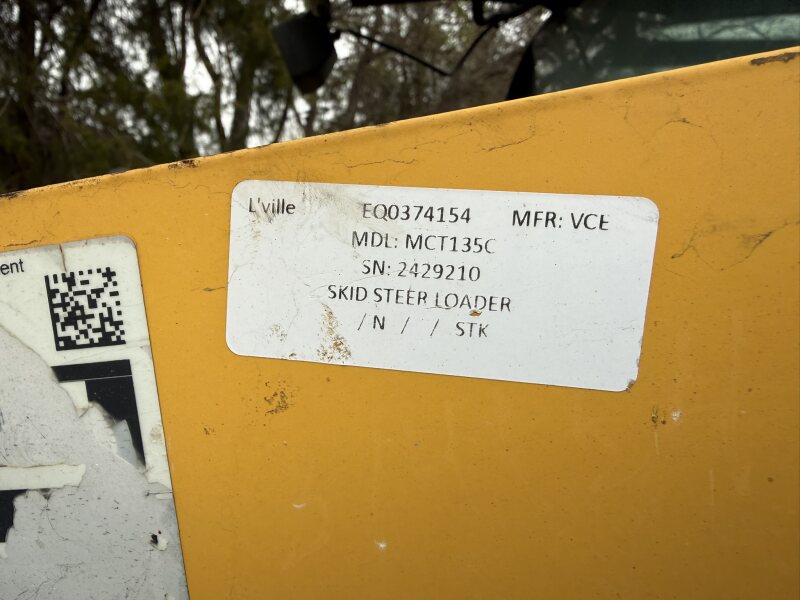 L'ville EQ0374154 MFR: VCE
MDL: MCT135C
SN: 2429210
SKID STEER LOADER
/ N / / STK
ent